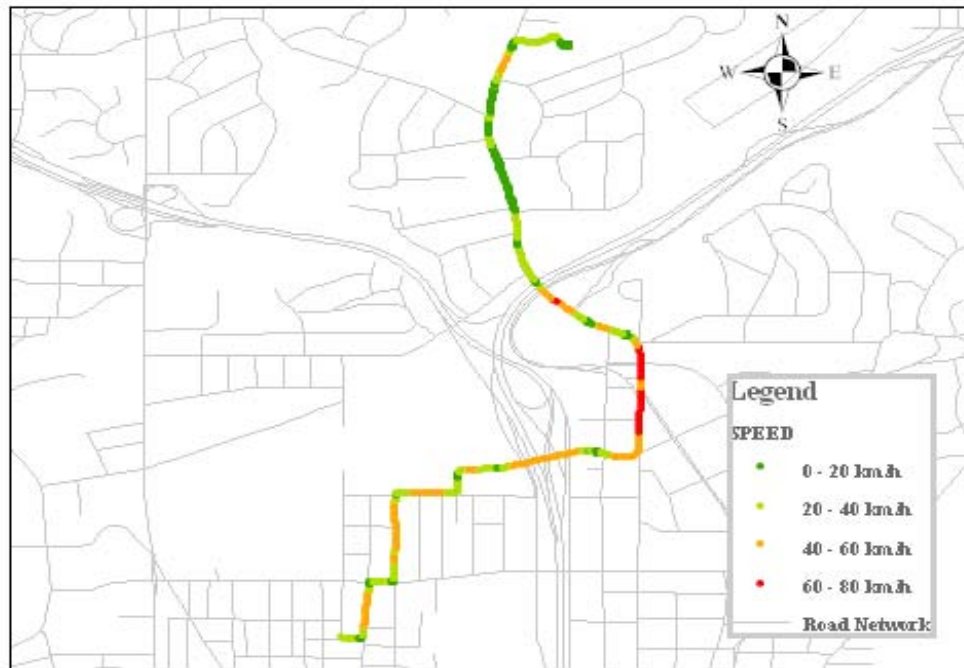 N
W E
S
Legend
SPEED
0 - 20 km/h
20 - 40 km/h
40 - 60 km/h
60 - 80 km/h
Road Network